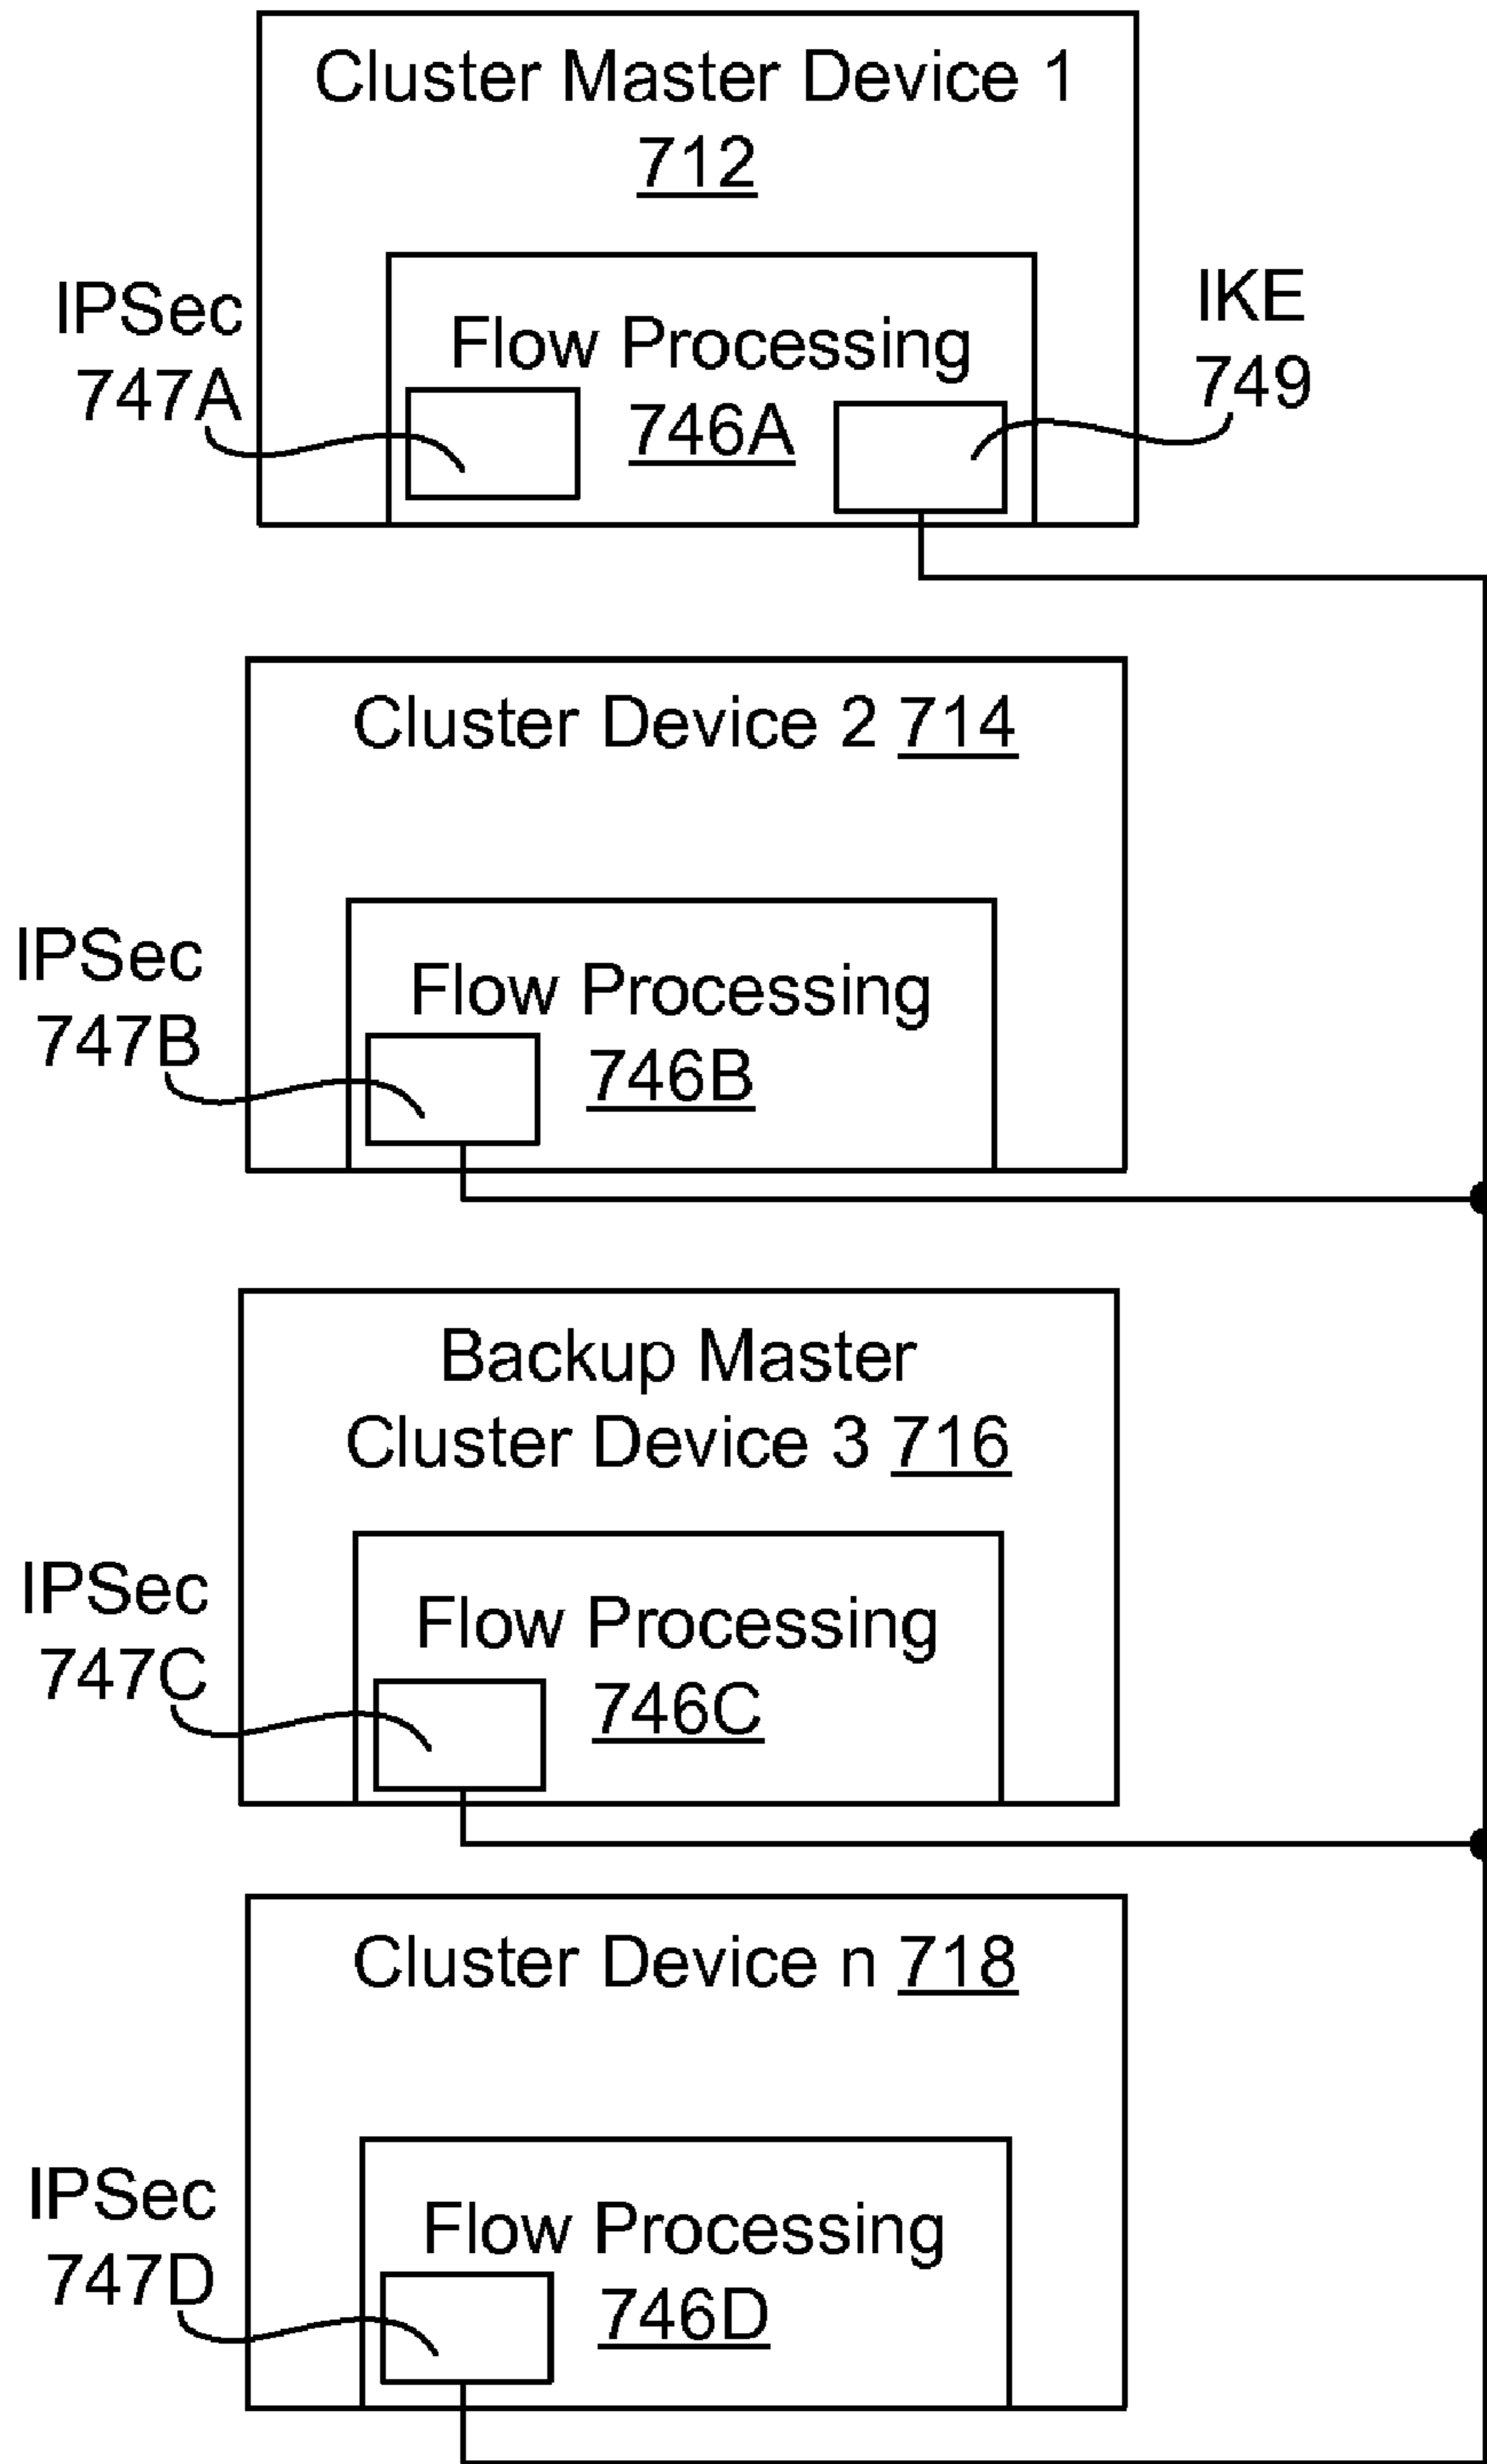 Cluster Master Device 1
712
IPSec
747A
Flow Processing
746A
IKE
749
Cluster Device 2 714
IPSec
747B
Flow Processing
746B
Backup Master
Cluster Device 3 716
IPSec
747C
Flow Processing
746C
Cluster Device n 718
IPSec
747D
Flow Processing
746D